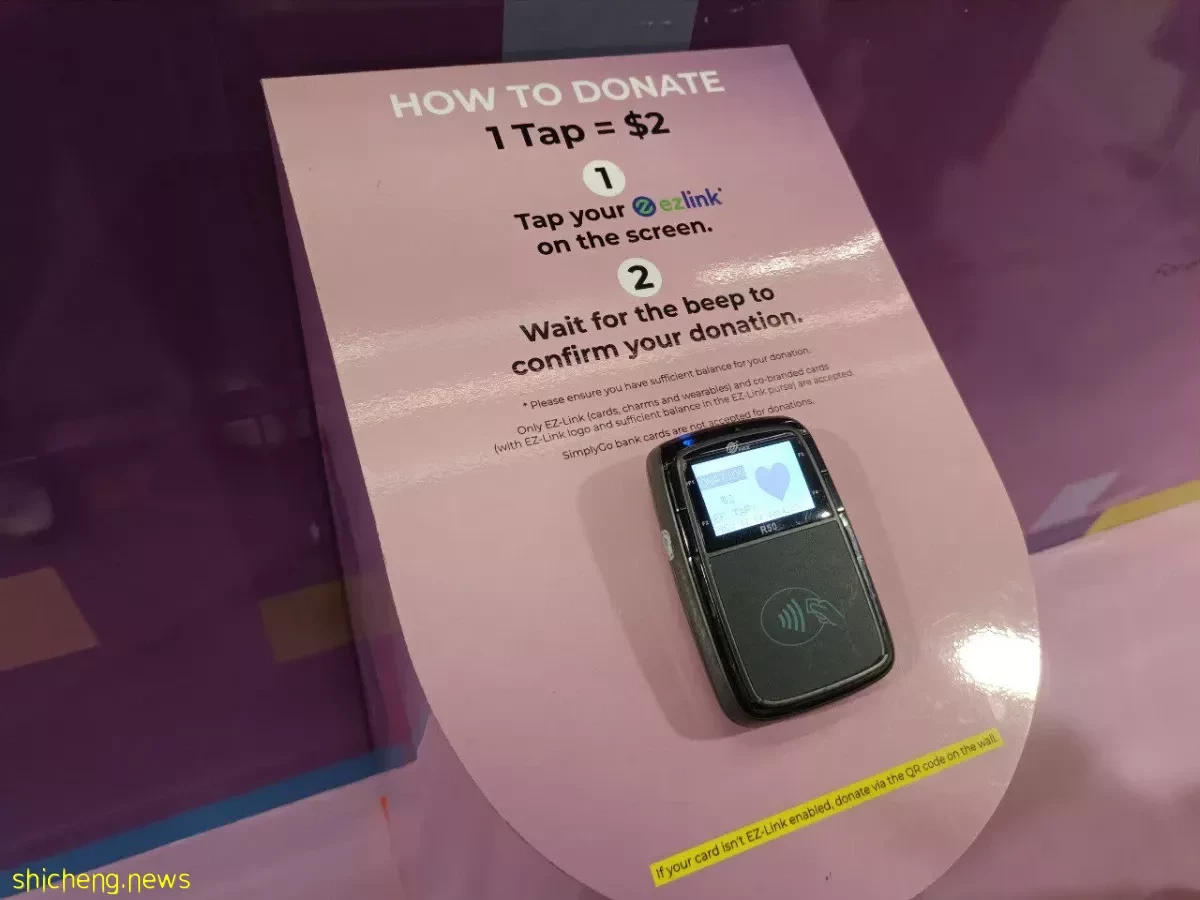 HOW TO DONATE
1 Tap = $2
1
Tap your ezlink
on the screen.
2
Wait for the beep to
confirm your donation.
* Please ensure you have sufficient balance for your donation.
Only EZ-Link (cards, charms and wearables) and co-branded cards
(with EZ-Link logo and sufficient balance in the EZ-Link purse) are accepted.
SimplyGo bank cards are not accepted for donations.
R50
If your card isn't EZ-Link enabled, donate via the QR code on the wall.
shicheng.news